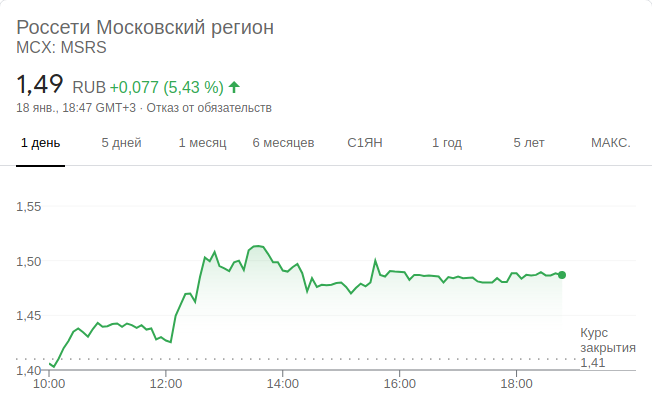 Россети Московский регион
MCX: MSRS
1,49 RUB +0,077 (5,43 %)
18 янв., 18:47 GMT+3 · Отказ от обязательств
1 день 5 дней 1 месяц 6 месяцев С1ЯН 1 год 5 лет МАКС.
1,55
1,50
1,45
Курс
закрытия
1,41
1,40
10:00 12:00 14:00 16:00 18:00